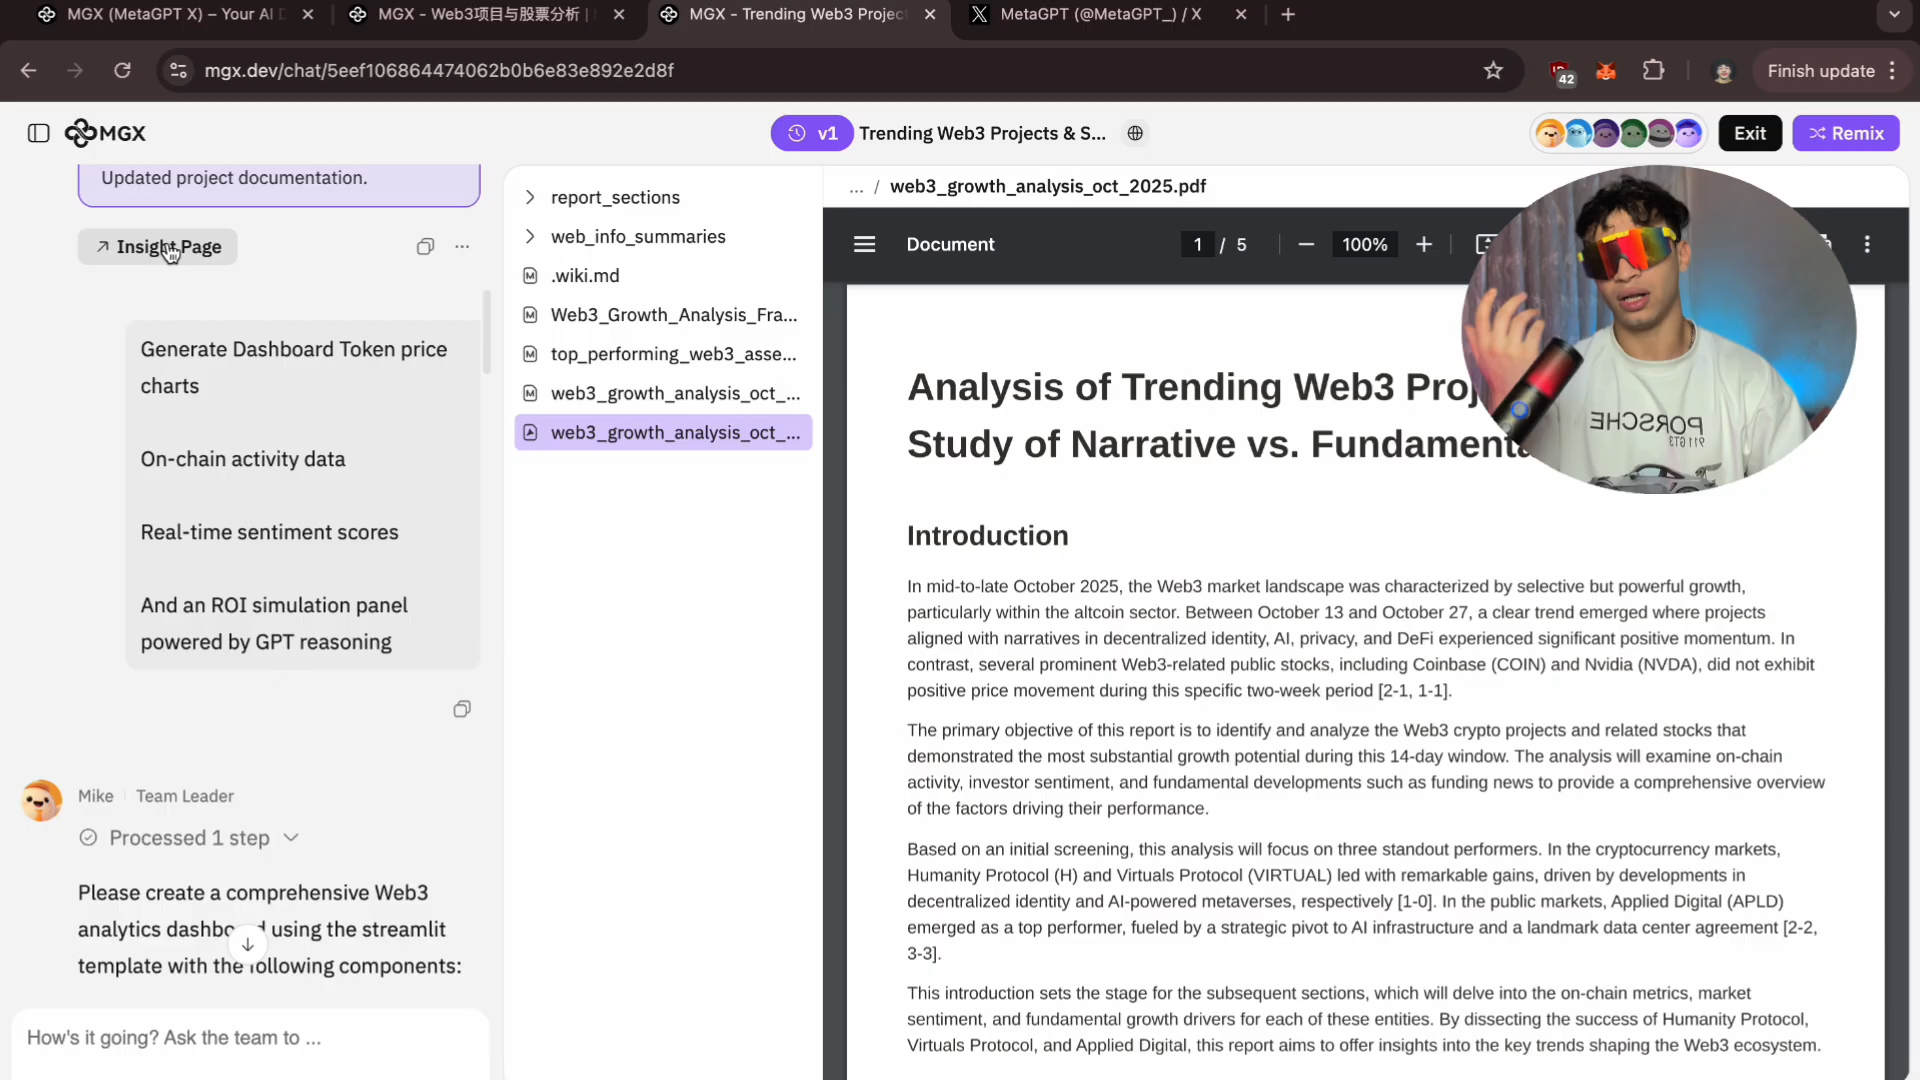 MGX (MetaGPT X) – Your AI D
MGX - Web3项目与股票分析 |
MGX - Trending Web3 Projec
MetaGPT (@MetaGPT_) / X
mgx.dev/chat/5eef106864474062b0b6e83e892e2d8f
42
Finish update
MGX
v1
Trending Web3 Projects & S...
Exit
Remix
Updated project documentation.
Insight Page
Generate Dashboard Token price
charts
On-chain activity data
Real-time sentiment scores
And an ROI simulation panel
powered by GPT reasoning
Mike
Team Leader
Processed 1 step
Please create a comprehensive Web3
analytics dashbo d using the streamlit
template with the following components:
How's it going? Ask the team to ...
report_sections
web_info_summaries
.wiki.md
Web3_Growth_Analysis_Fra...
top_performing_web3_asse...
web3_growth_analysis_oct_...
web3_growth_analysis_oct_...
... / web3_growth_analysis_oct_2025.pdf
Document
1 / 5
100%
PORSCHE
911 GT3
Analysis of Trending Web3 Proj
Study of Narrative vs. Fundamenta
Introduction
In mid-to-late October 2025, the Web3 market landscape was characterized by selective but powerful growth,
particularly within the altcoin sector. Between October 13 and October 27, a clear trend emerged where projects
aligned with narratives in decentralized identity, AI, privacy, and DeFi experienced significant positive momentum. In
contrast, several prominent Web3-related public stocks, including Coinbase (COIN) and Nvidia (NVDA), did not exhibit
positive price movement during this specific two-week period [2-1, 1-1].
The primary objective of this report is to identify and analyze the Web3 crypto projects and related stocks that
demonstrated the most substantial growth potential during this 14-day window. The analysis will examine on-chain
activity, investor sentiment, and fundamental developments such as funding news to provide a comprehensive overview
of the factors driving their performance.
Based on an initial screening, this analysis will focus on three standout performers. In the cryptocurrency markets,
Humanity Protocol (H) and Virtuals Protocol (VIRTUAL) led with remarkable gains, driven by developments in
decentralized identity and AI-powered metaverses, respectively [1-0]. In the public markets, Applied Digital (APLD)
emerged as a top performer, fueled by a strategic pivot to AI infrastructure and a landmark data center agreement [2-2,
3-3].
This introduction sets the stage for the subsequent sections, which will delve into the on-chain metrics, market
sentiment, and fundamental growth drivers for each of these entities. By dissecting the success of Humanity Protocol,
Virtuals Protocol, and Applied Digital, this report aims to offer insights into the key trends shaping the Web3 ecosystem.